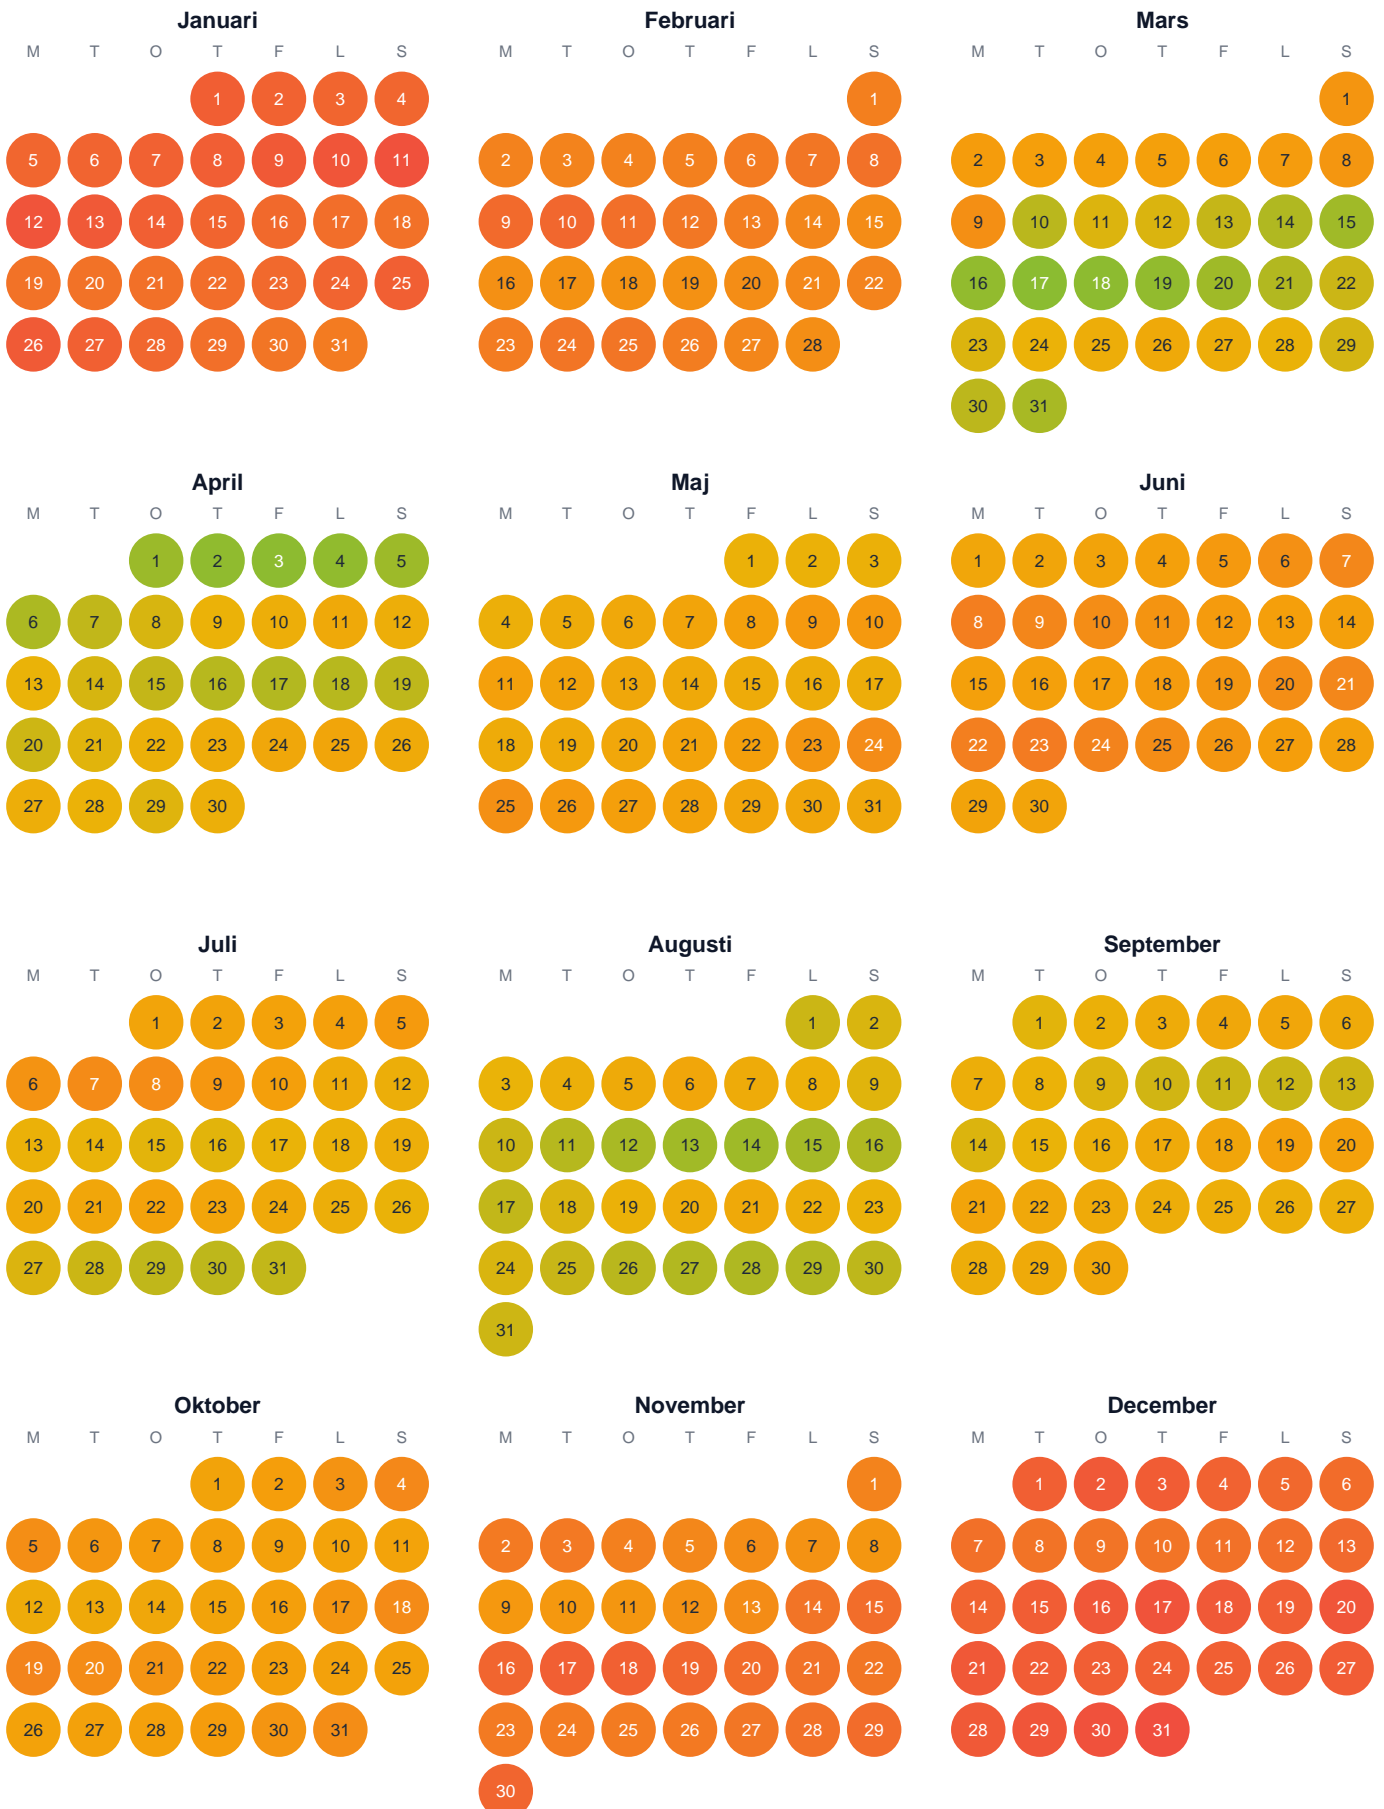 Januari Februari Mars
M T O T F L S M T O T F L S M T O T F L S
1 2 3 4 1 1
5 6 7 8 9 10 11 2 3 4 5 6 7 8 2 3 4 5 6 7 8
12 13 14 15 16 17 18 9 10 11 12 13 14 15 9 10 11 12 13 14 15
19 20 21 22 23 24 25 16 17 18 19 20 21 22 16 17 18 19 20 21 22
26 27 28 29 30 31 23 24 25 26 27 28 23 24 25 26 27 28 29
30 31
April Maj Juni
M T O T F L S M T O T F L S M T O T F L S
1 2 3 4 5 1 2 3 1 2 3 4 5 6 7
6 7 8 9 10 11 12 4 5 6 7 8 9 10 8 9 10 11 12 13 14
13 14 15 16 17 18 19 11 12 13 14 15 16 17 15 16 17 18 19 20 21
20 21 22 23 24 25 26 18 19 20 21 22 23 24 22 23 24 25 26 27 28
27 28 29 30 25 26 27 28 29 30 31 29 30
Juli Augusti September
M T O T F L S M T O T F L S M T O T F L S
1 2 3 4 5 1 2 1 2 3 4 5 6
6 7 8 9 10 11 12 3 4 5 6 7 8 9 7 8 9 10 11 12 13
13 14 15 16 17 18 19 10 11 12 13 14 15 16 14 15 16 17 18 19 20
20 21 22 23 24 25 26 17 18 19 20 21 22 23 21 22 23 24 25 26 27
27 28 29 30 31 24 25 26 27 28 29 30 28 29 30
31
Oktober November December
M T O T F L S M T O T F L S M T O T F L S
1 2 3 4 1 1 2 3 4 5 6
5 6 7 8 9 10 11 2 3 4 5 6 7 8 7 8 9 10 11 12 13
12 13 14 15 16 17 18 9 10 11 12 13 14 15 14 15 16 17 18 19 20
19 20 21 22 23 24 25 16 17 18 19 20 21 22 21 22 23 24 25 26 27
26 27 28 29 30 31 23 24 25 26 27 28 29 28 29 30 31
30